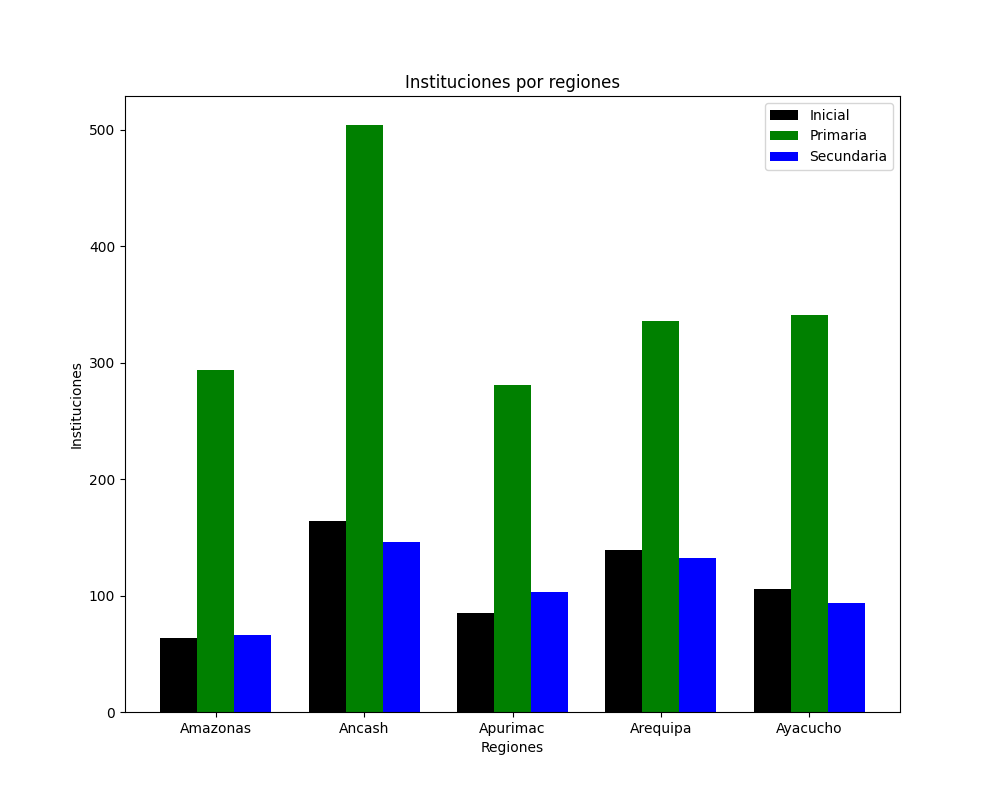 Instituciones por regiones
Inicial
Primaria
Secundaria
500
400
300
200
100
0
Instituciones
Amazonas Ancash Apurimac Arequipa Ayacucho
Regiones